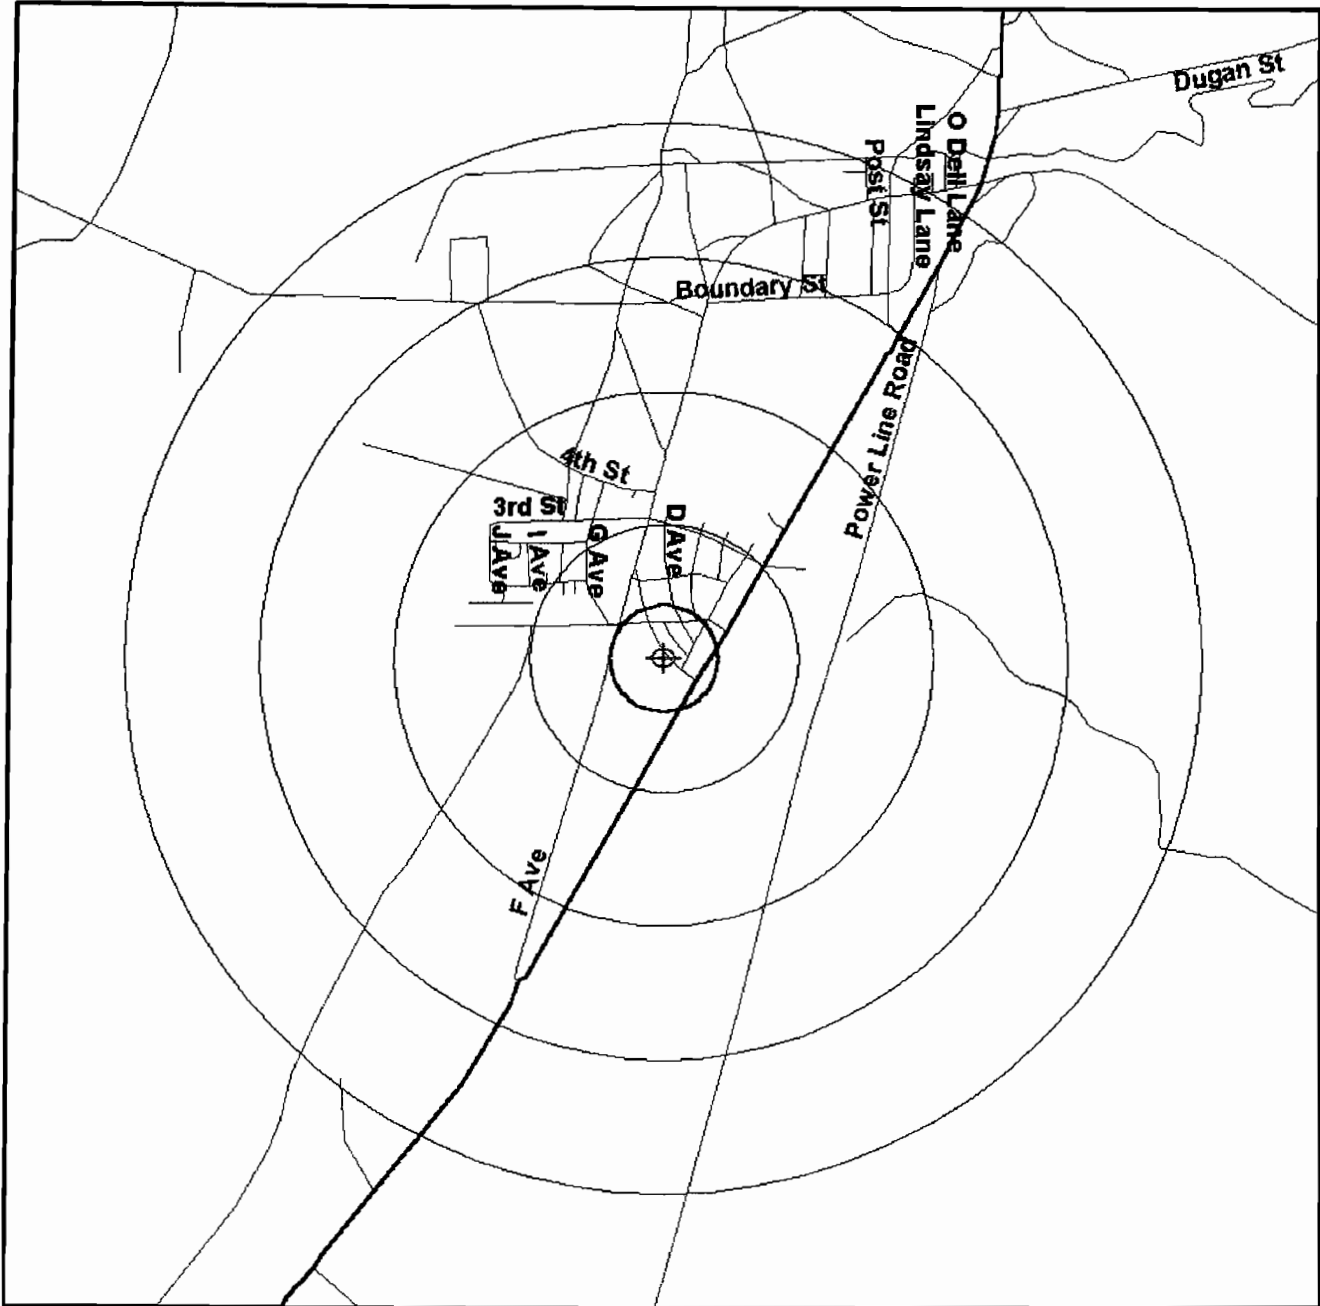 Dugan St
O Dell Lane
Lindsay Lane
Post St
Boundary St
Power Line Road
4th St
3rd St
D Ave
G Ave
I Ave
J Ave
F Ave